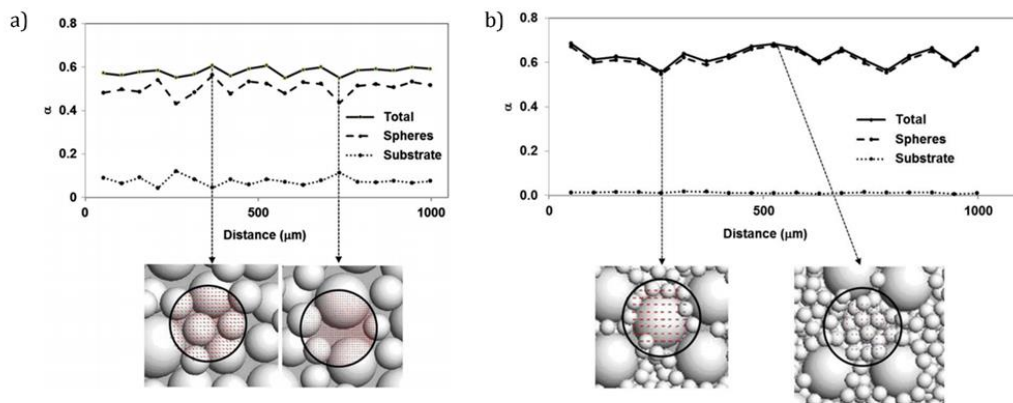 a)
0.8
0.6
0.4
0.2
0
α
Total
Spheres
Substrate
0
500
1000
Distance (μm)
b)
0.8
0.6
0.4
0.2
0.0
α
Total
Spheres
Substrate
0
500
1000
Distance (μm)